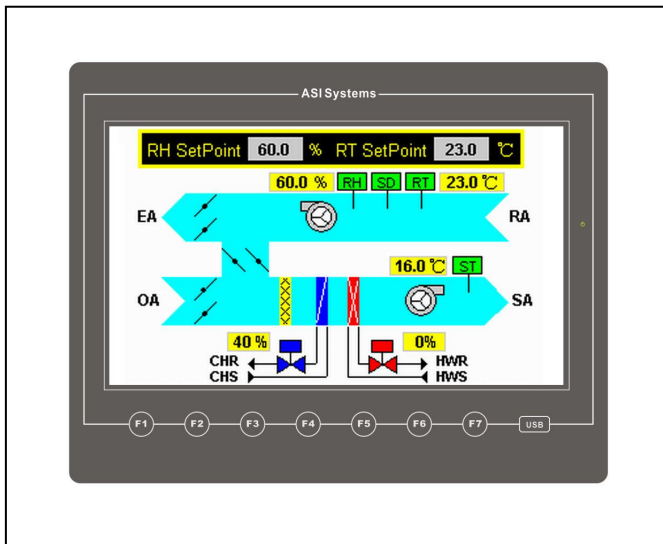 ASI Systems
RH SetPoint 60.0 % RT SetPoint 23.0 ℃
60.0 % RH SD RT 23.0 ℃
EA RA
16.0 ℃ ST
OA SA
40 % 0%
CHR HWR
CHS HWS
F1 F2 F3 F4 F5 F6 F7 USB